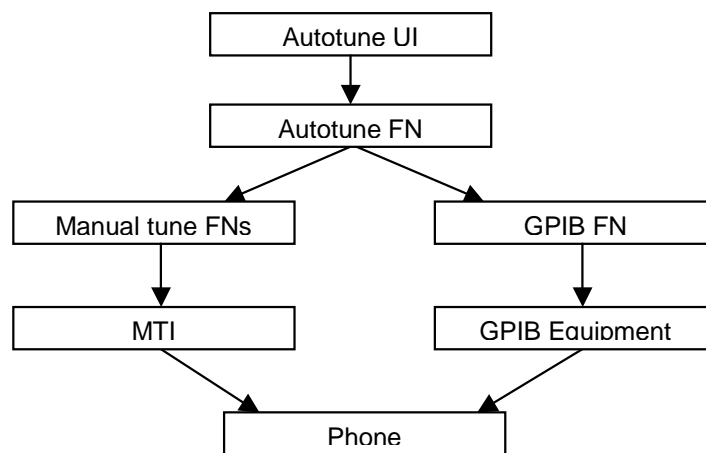 Autotune UI
Autotune FN
Manual tune FNs
GPIB FN
MTI
GPIB Equipment
Phone